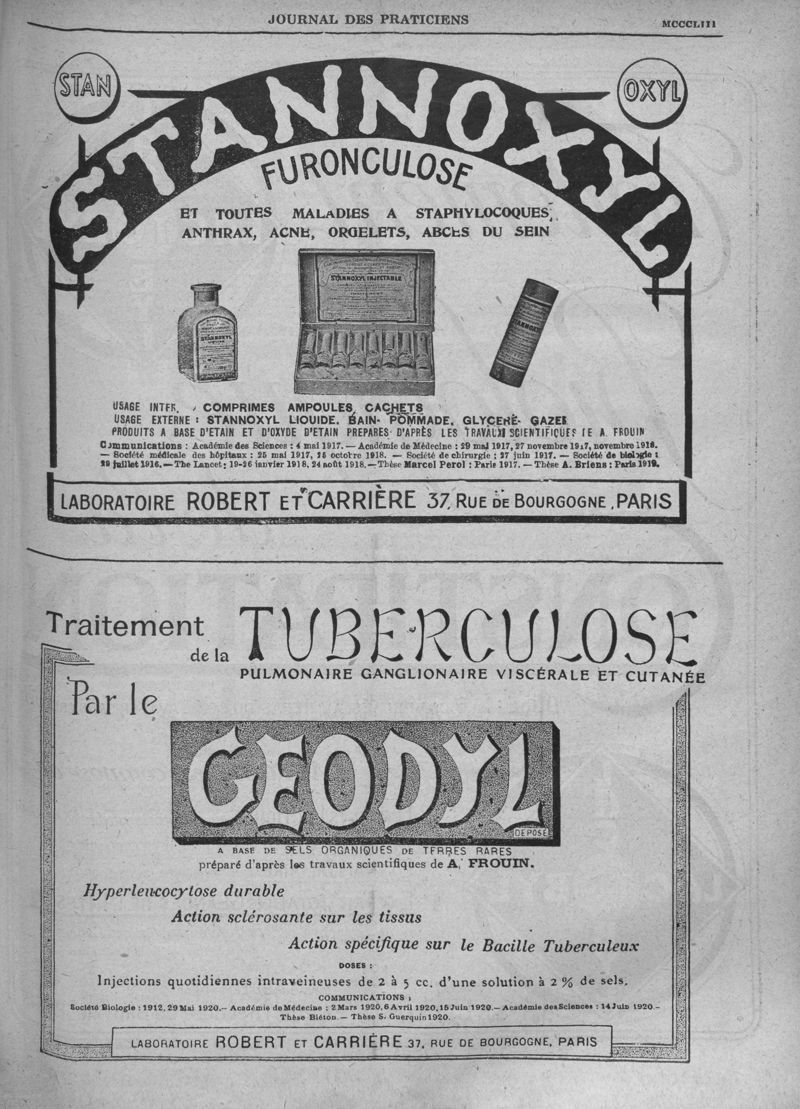 JOURNAL DES PRATICIENS
MCCCLIII
STAN
OXYL
STANNOXYL
FURONCULOSE
ET TOUTES MALADIES A STAPHYLOCOQUES,
ANTHRAX, ACNE, ORGELETS, ABCES DU SEIN
STANNOXYL INJECTABLE
STANNOXYL
STANNOXYL
USAGE INTER. COMPRIMES AMPOULES, CACHETS
USAGE EXTERNE : STANNOXYL LIQUIDE, BAIN- POMMADE, GLYCERE- GAZES
PRODUITS A BASE D'ETAIN ET D'OXYDE D'ETAIN PREPARES D'APRÈS LES TRAVAUX SCIENTIFIQUES DE A. FROUIN
Communications : Académie des Sciences : 4 mai 1917. — Académie de Médecine : 29 mai 1917, 27 novembre 1917, novembre 1918.
— Société médicale des hôpitaux : 25 mai 1917, 25 octobre 1918. — Société de chirurgie : 27 juin 1917. — Société de biologie :
29 juillet 1916. — The Lancet : 19-26 janvier 1918, 24 août 1918. — Thèse Marcel Perol : Paris 1917. — Thèse A. Briens : Paris 1919.
LABORATOIRE ROBERT ET CARRIÈRE 37, RUE DE BOURGOGNE, PARIS
Traitement
de la TUBERCULOSE
PULMONAIRE GANGLIONAIRE VISCÉRALE ET CUTANÉE
Par le
GEODYL
DEPOSÉ
A BASE DE SELS ORGANIQUES DE TERRES RARES
préparé d'après les travaux scientifiques de A. FROUIN.
Hyperleucocytose durable
Action sclérosante sur les tissus
Action spécifique sur le Bacille Tuberculeux
DOSES :
Injections quotidiennes intraveineuses de 2 à 5 cc. d'une solution à 2 % de sels.
COMMUNICATIONS :
Société Biologie : 1912, 29 Mai 1920. — Académie de Médecine : 2 Mars 1920, 6 Avril 1920, 15 Juin 1920. — Académie des Sciences : 14 Juin 1920. —
Thèse Biéton. — Thèse S. Guerquin 1920.
LABORATOIRE ROBERT ET CARRIÈRE 37, RUE DE BOURGOGNE, PARIS